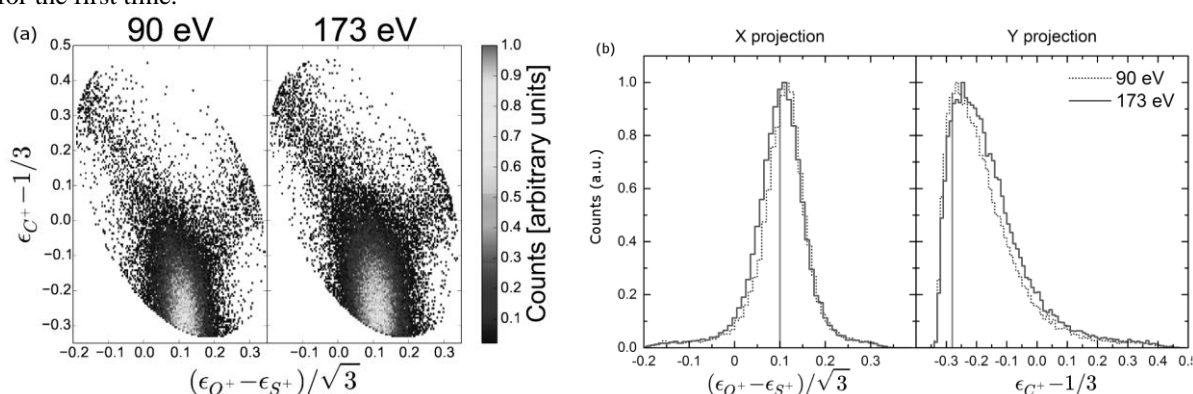 for the first time.
(a)
90 eV
173 eV
0.5
0.4
0.3
0.2
0.1
0.0
−0.1
−0.2
−0.3
ϵ_{C^+} − 1/3
−0.2 −0.1 0.0 0.1 0.2 0.3
−0.1 0.0 0.1 0.2 0.3
(ϵ_{O^+} − ϵ_{S^+})/√3
1.0
0.9
0.8
0.7
0.6
0.5
0.4
0.3
0.2
0.1
Counts [arbitrary units]
(b)
X projection
Y projection
90 eV
173 eV
1.0
0.8
0.6
0.4
0.2
0.0
Counts (a.u.)
-0.2 -0.1 0 0.1 0.2 0.3
-0.3 -0.2 -0.1 0 0.1 0.2 0.3 0.4 0.5
(ϵ_{O^+} − ϵ_{S^+})/√3
ϵ_{C^+} − 1/3